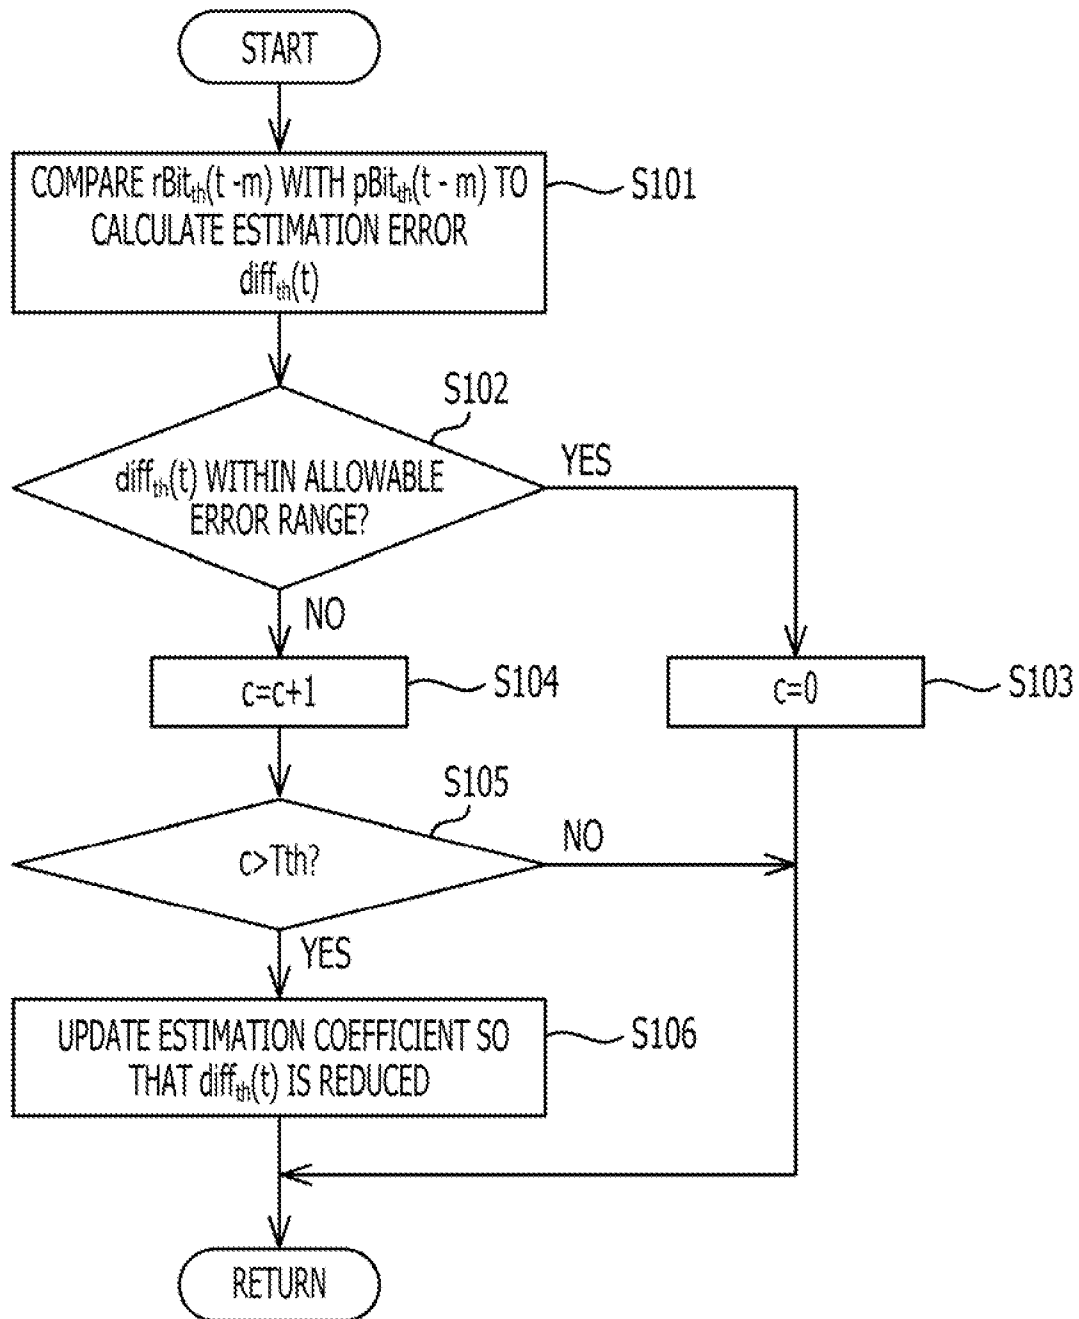 START
COMPARE rBitth(t -m) WITH pBitth(t - m) TO
CALCULATE ESTIMATION ERROR
diffth(t)
S101
S102
diffth(t) WITHIN ALLOWABLE
ERROR RANGE?
YES
NO
c=c+1
S104
c=0
S103
S105
c>Tth?
NO
YES
UPDATE ESTIMATION COEFFICIENT SO
THAT diffth(t) IS REDUCED
S106
RETURN